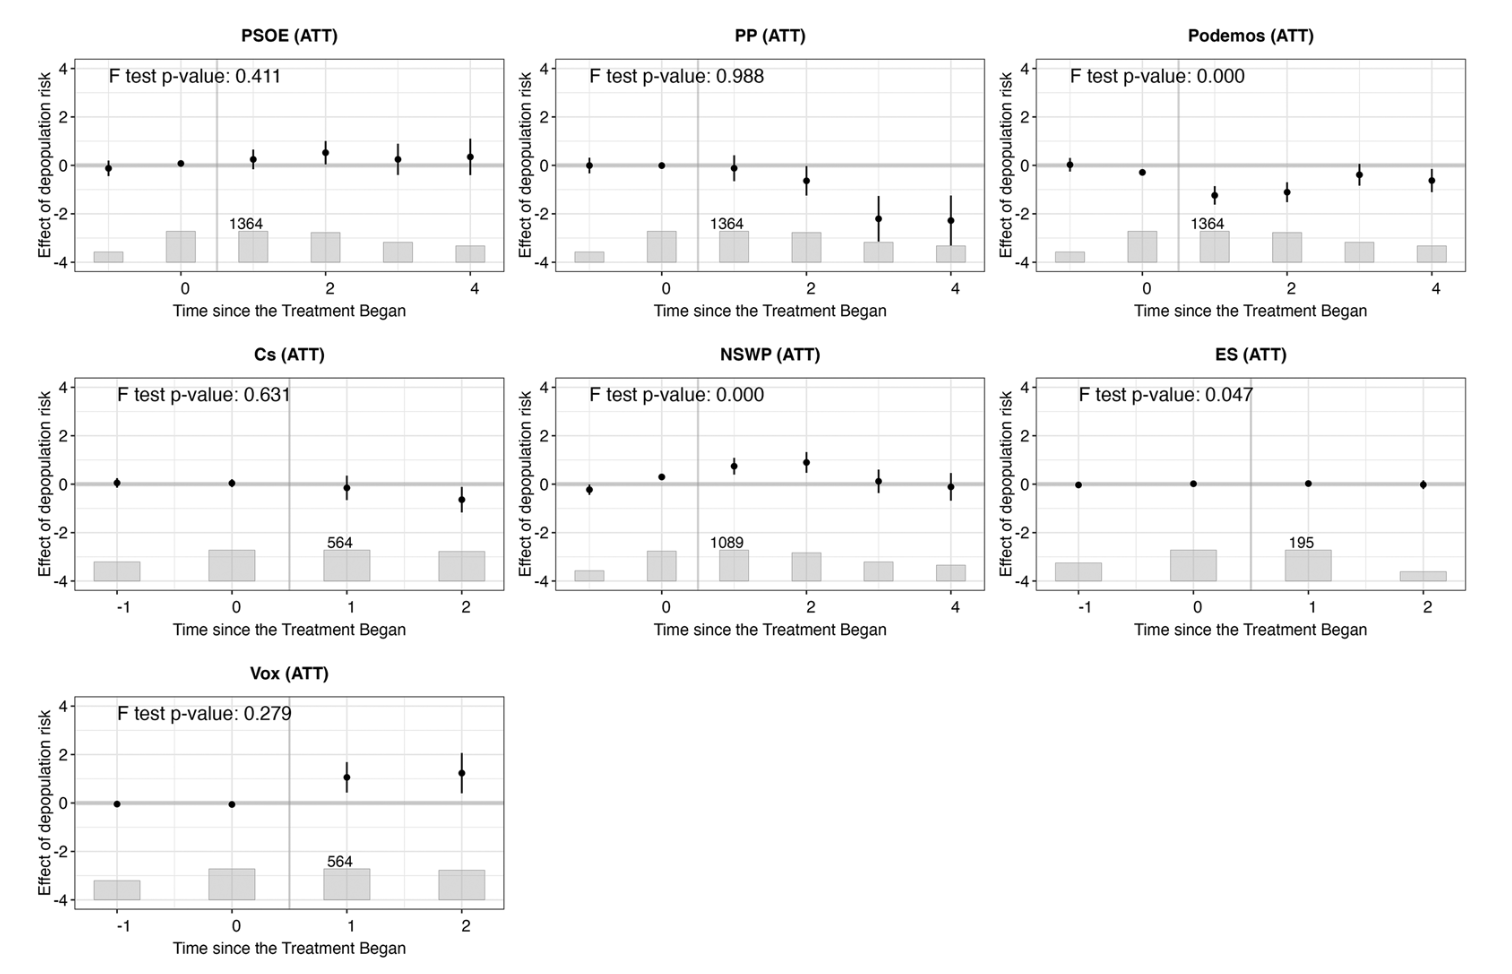 PSOE (ATT)
F test p-value: 0.411
Effect of depopulation risk
4
2
0
-2
-4
1364
0
2
4
Time since the Treatment Began
PP (ATT)
F test p-value: 0.988
Effect of depopulation risk
4
2
0
-2
-4
1364
0
2
4
Time since the Treatment Began
Podemos (ATT)
F test p-value: 0.000
Effect of depopulation risk
4
2
0
-2
-4
1364
0
2
4
Time since the Treatment Began
Cs (ATT)
F test p-value: 0.631
Effect of depopulation risk
4
2
0
-2
-4
564
-1
0
1
2
Time since the Treatment Began
NSWP (ATT)
F test p-value: 0.000
Effect of depopulation risk
4
2
0
-2
-4
1089
0
2
4
Time since the Treatment Began
ES (ATT)
F test p-value: 0.047
Effect of depopulation risk
4
2
0
-2
-4
195
-1
0
1
2
Time since the Treatment Began
Vox (ATT)
F test p-value: 0.279
Effect of depopulation risk
4
2
0
-2
-4
564
-1
0
1
2
Time since the Treatment Began